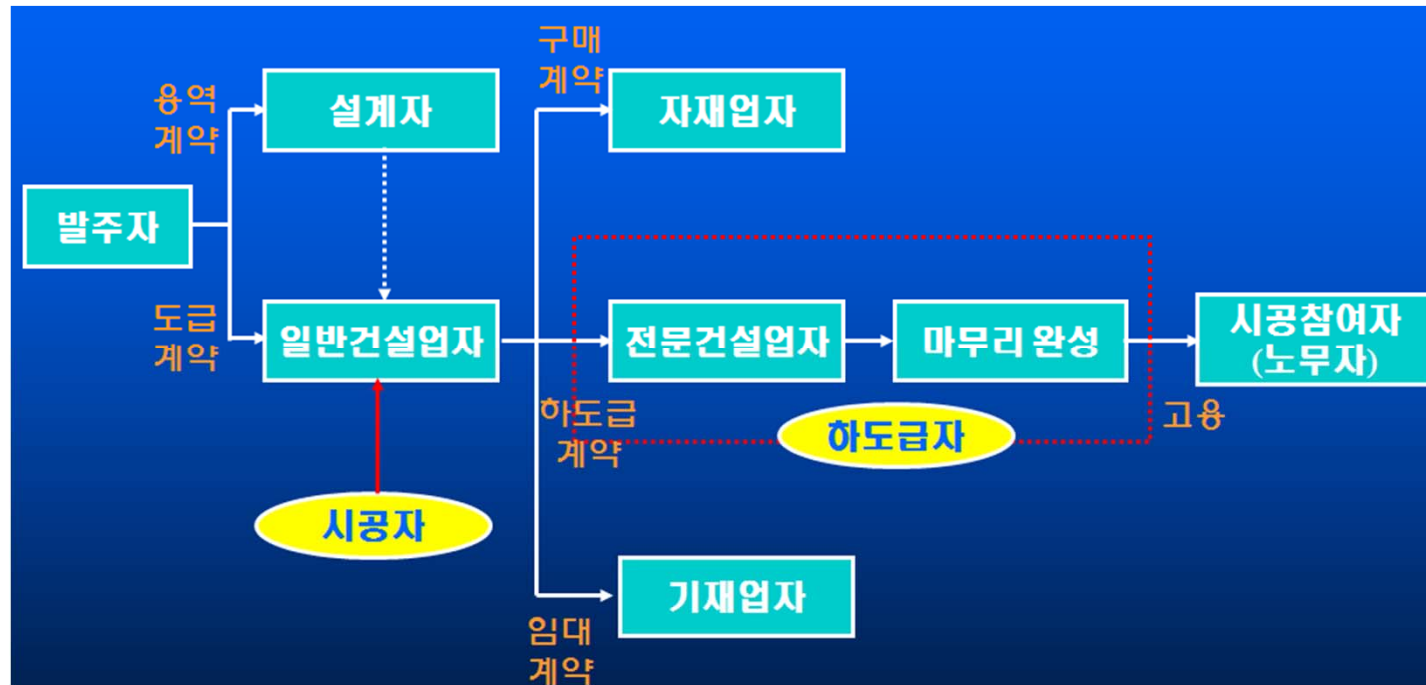 구매
계약
용역
계약
설계자
자재업자
발주자
도급
계약
일반건설업자
전문건설업자
마무리 완성
시공참여자
(노무자)
하도급
계약
하도급자
고용
시공자
기재업자
임대
계약